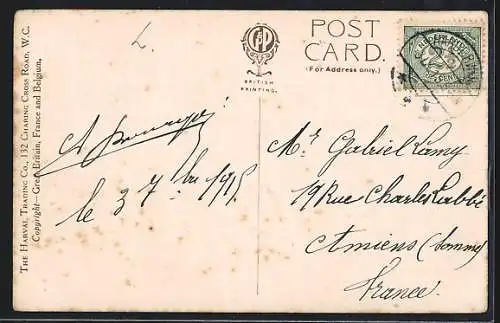 L.
POST
CARD.
(For Address only.)
BRITISH
PRINTING.
THE HARVAL TRADING CO., 132 CHARING CROSS ROAD, W.C.
Copyright—Great Britain, France and Belgium.
le 3 7bre 1915
Mr Gabriel Lamy
19 Rue Charles Labbé
Amiens (Somme)
France.